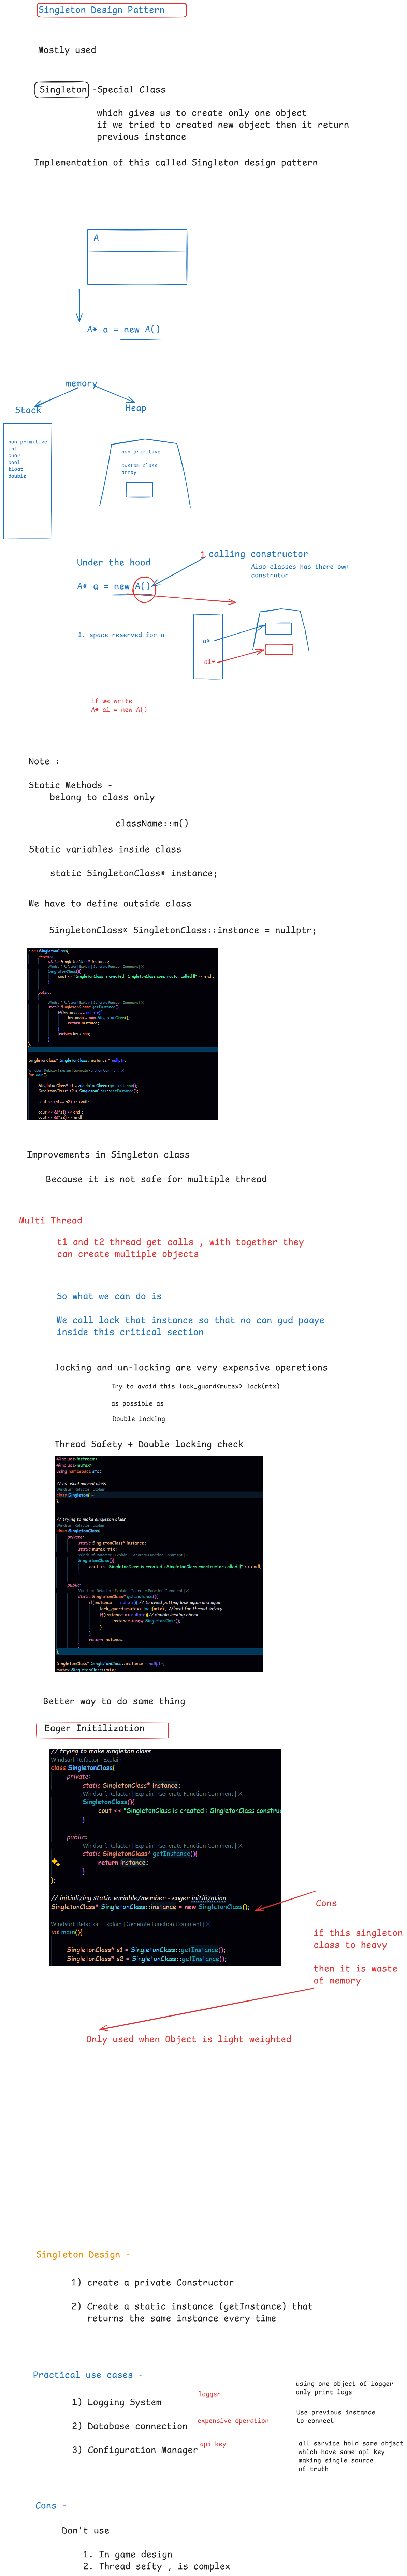 Singleton Design Pattern
Mostly used
Singleton -Special Class
which gives us to create only one object
if we tried to created new object then it return
previous instance
Implementation of this called Singleton design pattern
A
A* a = new A()
memory
Stack
Heap
non primitive
int
char
bool
float
double
non primitive
custom class
array
1 calling constructor
Also classes has there own
construtor
Under the hood
A* a = new A()
1. space reserved for a
a*
a1*
if we write
A* a1 = new A()
Note :
Static Methods -
belong to class only
className::m()
Static variables inside class
static SingletonClass* instance;
We have to define outside class
SingletonClass* SingletonClass::instance = nullptr;
class SingletonClass{
private:
static SingletonClass* instance;
Windsurf: Refactor | Explain | Generate Function Comment | X
SingletonClass(){
cout << "SingletonClass is created : SingletonClass constructor called !!" << endl;
}
public:
Windsurf: Refactor | Explain | Generate Function Comment | X
static SingletonClass* getInstance(){
if(instance == nullptr){
instance = new SingletonClass();
return instance;
}
return instance;
}
};
SingletonClass* SingletonClass::instance = nullptr;
Windsurf: Refactor | Explain | Generate Function Comment | X
int main(){
SingletonClass* s1 = SingletonClass::getInstance();
SingletonClass* s2 = SingletonClass::getInstance();
cout << (s1 == s2) << endl;
cout << &(*s1) << endl;
cout << &(*s2) << endl;
Improvements in Singleton class
Because it is not safe for multiple thread
Multi Thread
t1 and t2 thread get calls , with together they
can create multiple objects
So what we can do is
We call lock that instance so that no can gud paaye
inside this critical section
locking and un-locking are very expensive operetions
Try to avoid this lock_guard<mutex> lock(mtx)
as possible as
Double locking
Thread Safety + Double locking check
#include<iostream>
#include<mutex>
using namespace std;
// as usual normal class
Windsurf: Refactor | Explain
class Singleton{
};
// trying to make singleton class
Windsurf: Refactor | Explain
class SingletonClass{
private:
static SingletonClass* instance;
static mutex mtx;
Windsurf: Refactor | Explain | Generate Function Comment | X
SingletonClass(){
cout << "SingletonClass is created : SingletonClass constructor called !!" << endl;
}
public:
Windsurf: Refactor | Explain | Generate Function Comment | X
static SingletonClass* getInstance(){
if(instance == nullptr){ // to avoid putting lock again and again
lock_guard<mutex> lock(mtx) ; //local for thread safety
if(instance == nullptr){// double locking check
instance = new SingletonClass();
}
}
return instance;
}
};
SingletonClass* SingletonClass::instance = nullptr;
mutex SingletonClass::mtx;
Better way to do same thing
Eager Initilization
// trying to make singleton class
Windsurf: Refactor | Explain
class SingletonClass{
private:
static SingletonClass* instance;
Windsurf: Refactor | Explain | Generate Function Comment | X
SingletonClass(){
cout << "SingletonClass is created : SingletonClass constru
}
public:
Windsurf: Refactor | Explain | Generate Function Comment | X
static SingletonClass* getInstance(){
return instance;
}
};
// initializing static variable/member - eager initilization
SingletonClass* SingletonClass::instance = new SingletonClass();
Windsurf: Refactor | Explain | Generate Function Comment | X
int main(){
SingletonClass* s1 = SingletonClass::getInstance();
SingletonClass* s2 = SingletonClass::getInstance();
Cons
if this singleton
class to heavy
then it is waste
of memory
Only used when Object is light weighted
Singleton Design -
1) create a private Constructor
2) Create a static instance (getInstance) that
returns the same instance every time
Practical use cases -
1) Logging System
logger
using one object of logger
only print logs
2) Database connection
expensive operation
Use previous instance
to connect
3) Configuration Manager
api key
all service hold same object
which have same api key
making single source
of truth
Cons -
Don't use
1. In game design
2. Thread sefty , is complex